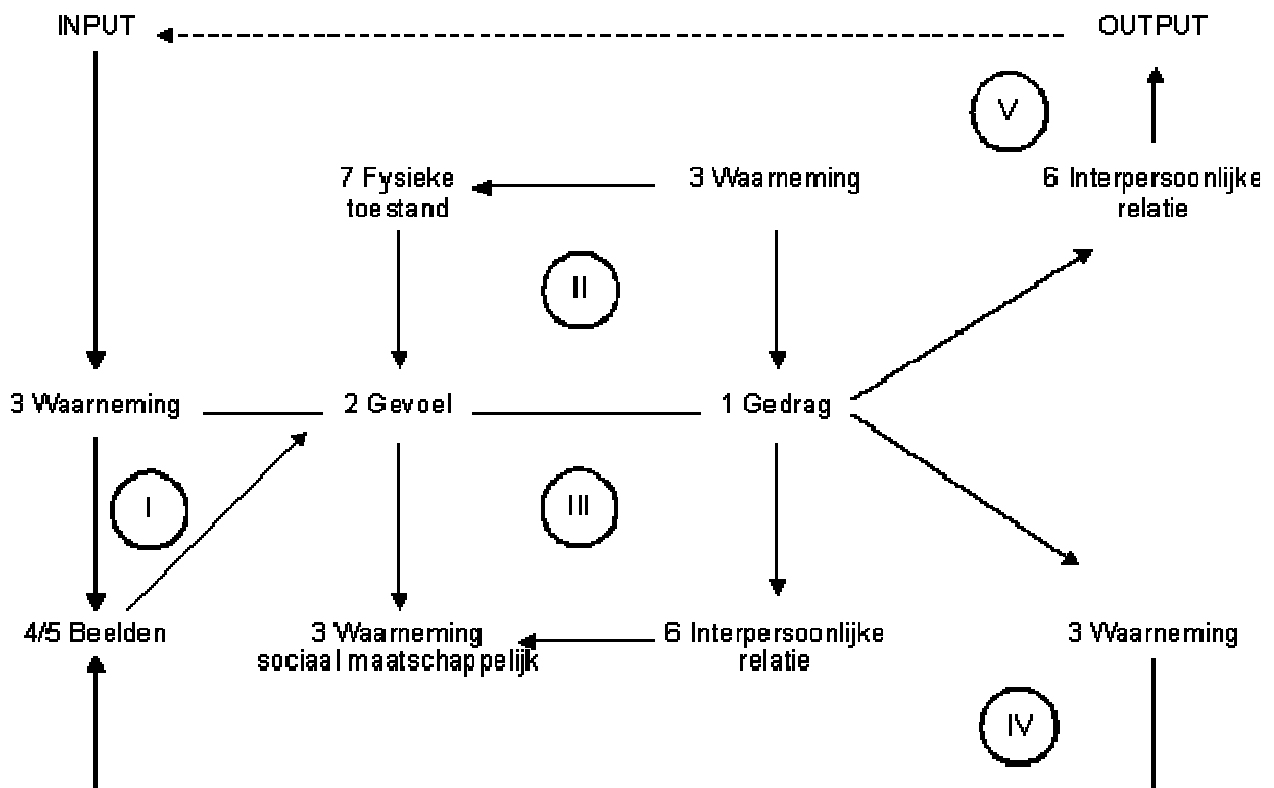 INPUT
OUTPUT
V
7 Fysieke
toestand
3 Waarneming
6 Interpersoonlijke
relatie
II
3 Waarneming
2 Gevoel
1 Gedrag
I
III
4/5 Beelden
3 Waarneming
sociaal maatschappelijk
6 Interpersoonlijke
relatie
3 Waarneming
IV